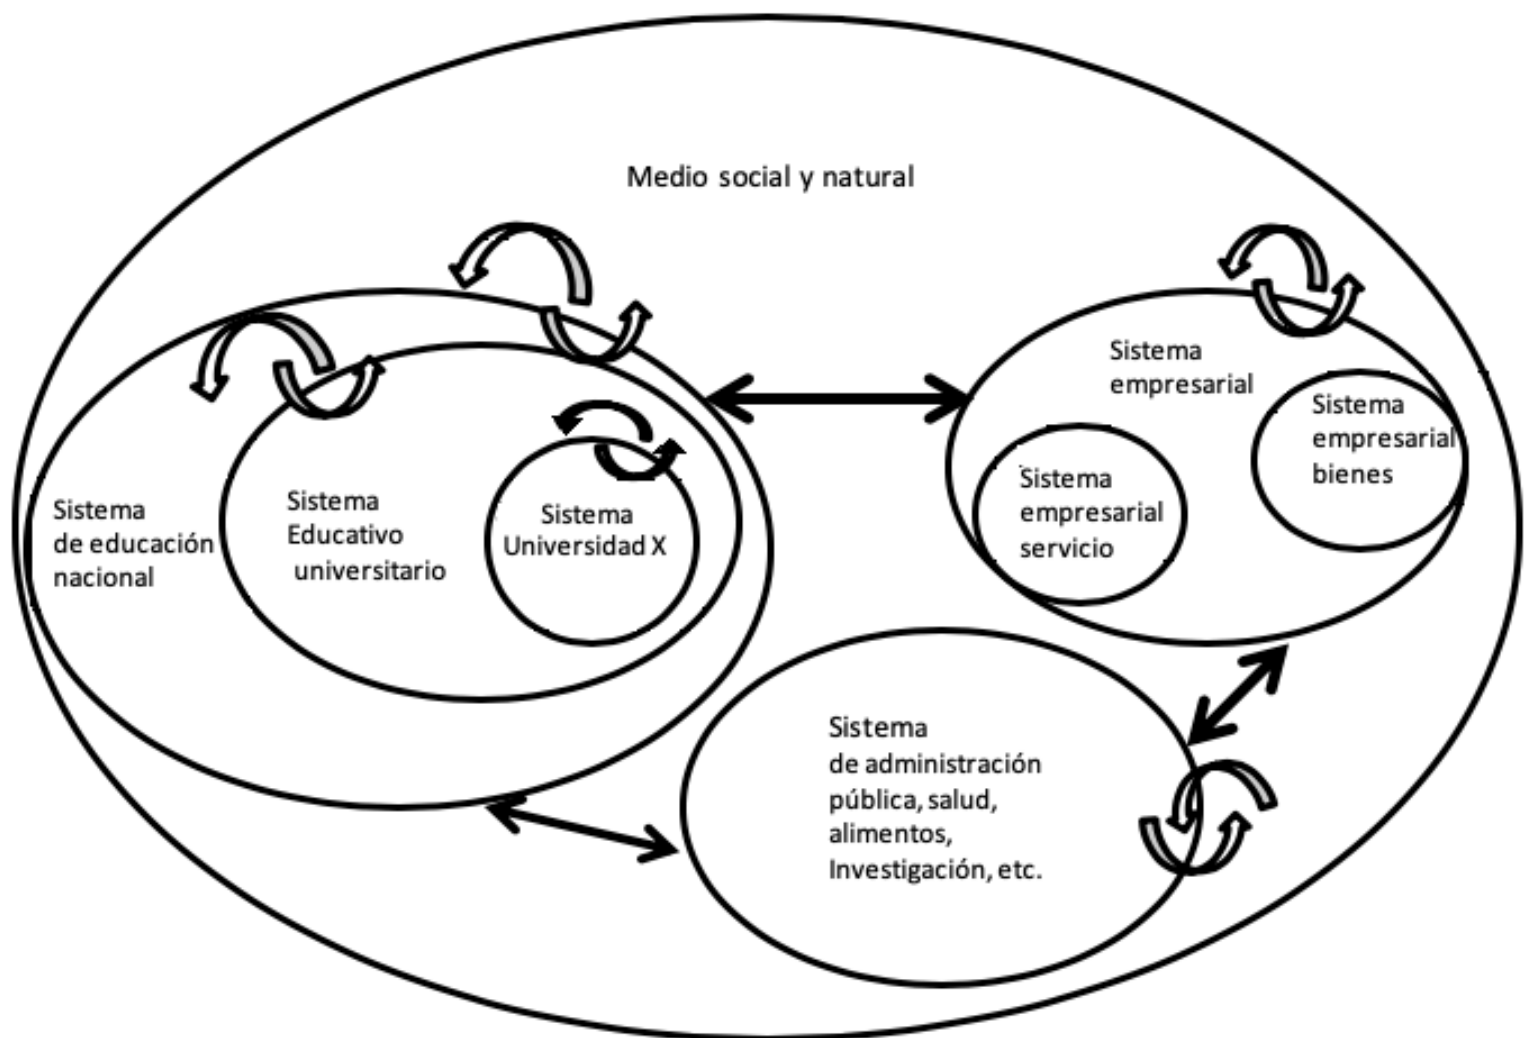 Medio social y natural
Sistema
de educación
nacional
Sistema
Educativo
universitario
Sistema
Universidad X
Sistema
empresarial
Sistema
empresarial
servicio
Sistema
empresarial
bienes
Sistema
de administración
pública, salud,
alimentos,
Investigación, etc.